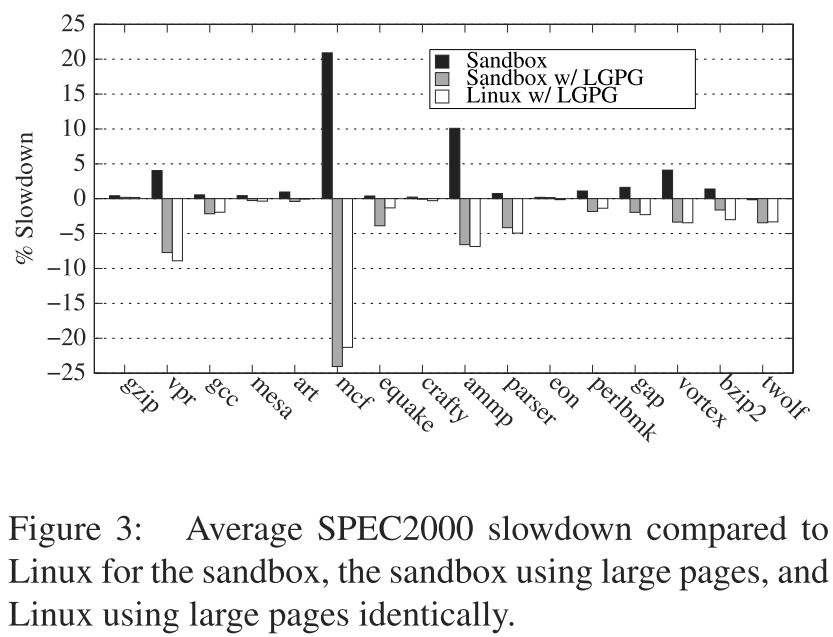 25
20
15
10
5
0
−5
−10
−15
−20
−25
% Slowdown
Sandbox
Sandbox w/ LGPG
Linux w/ LGPG
gzip
vpr
gcc
mesa
art
mcf
equake
crafty
ammp
parser
eon
perlbmk
gap
vortex
bzip2
twolf
Figure 3: Average SPEC2000 slowdown compared to
Linux for the sandbox, the sandbox using large pages, and
Linux using large pages identically.